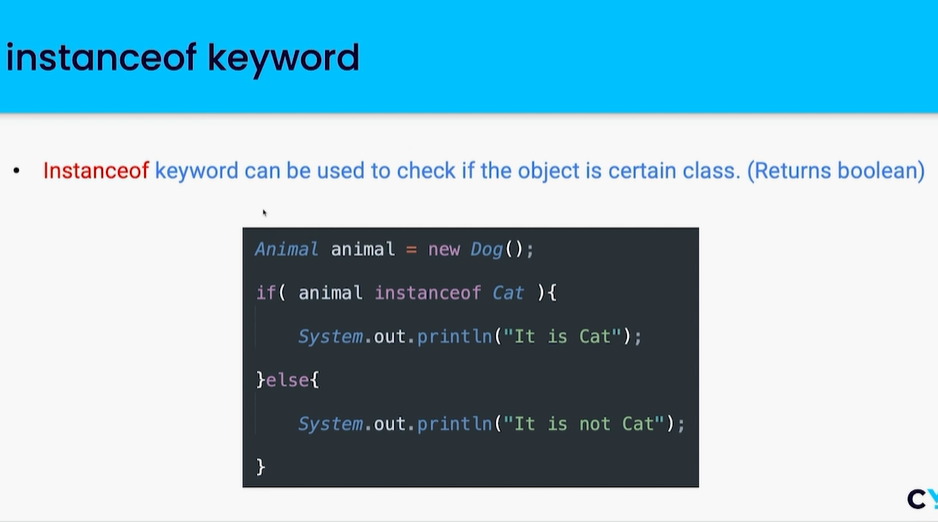 instanceof keyword
• Instanceof keyword can be used to check if the object is certain class. (Returns boolean)
Animal animal = new Dog();
if( animal instanceof Cat ){
System.out.println("It is Cat");
}else{
System.out.println("It is not Cat");
}